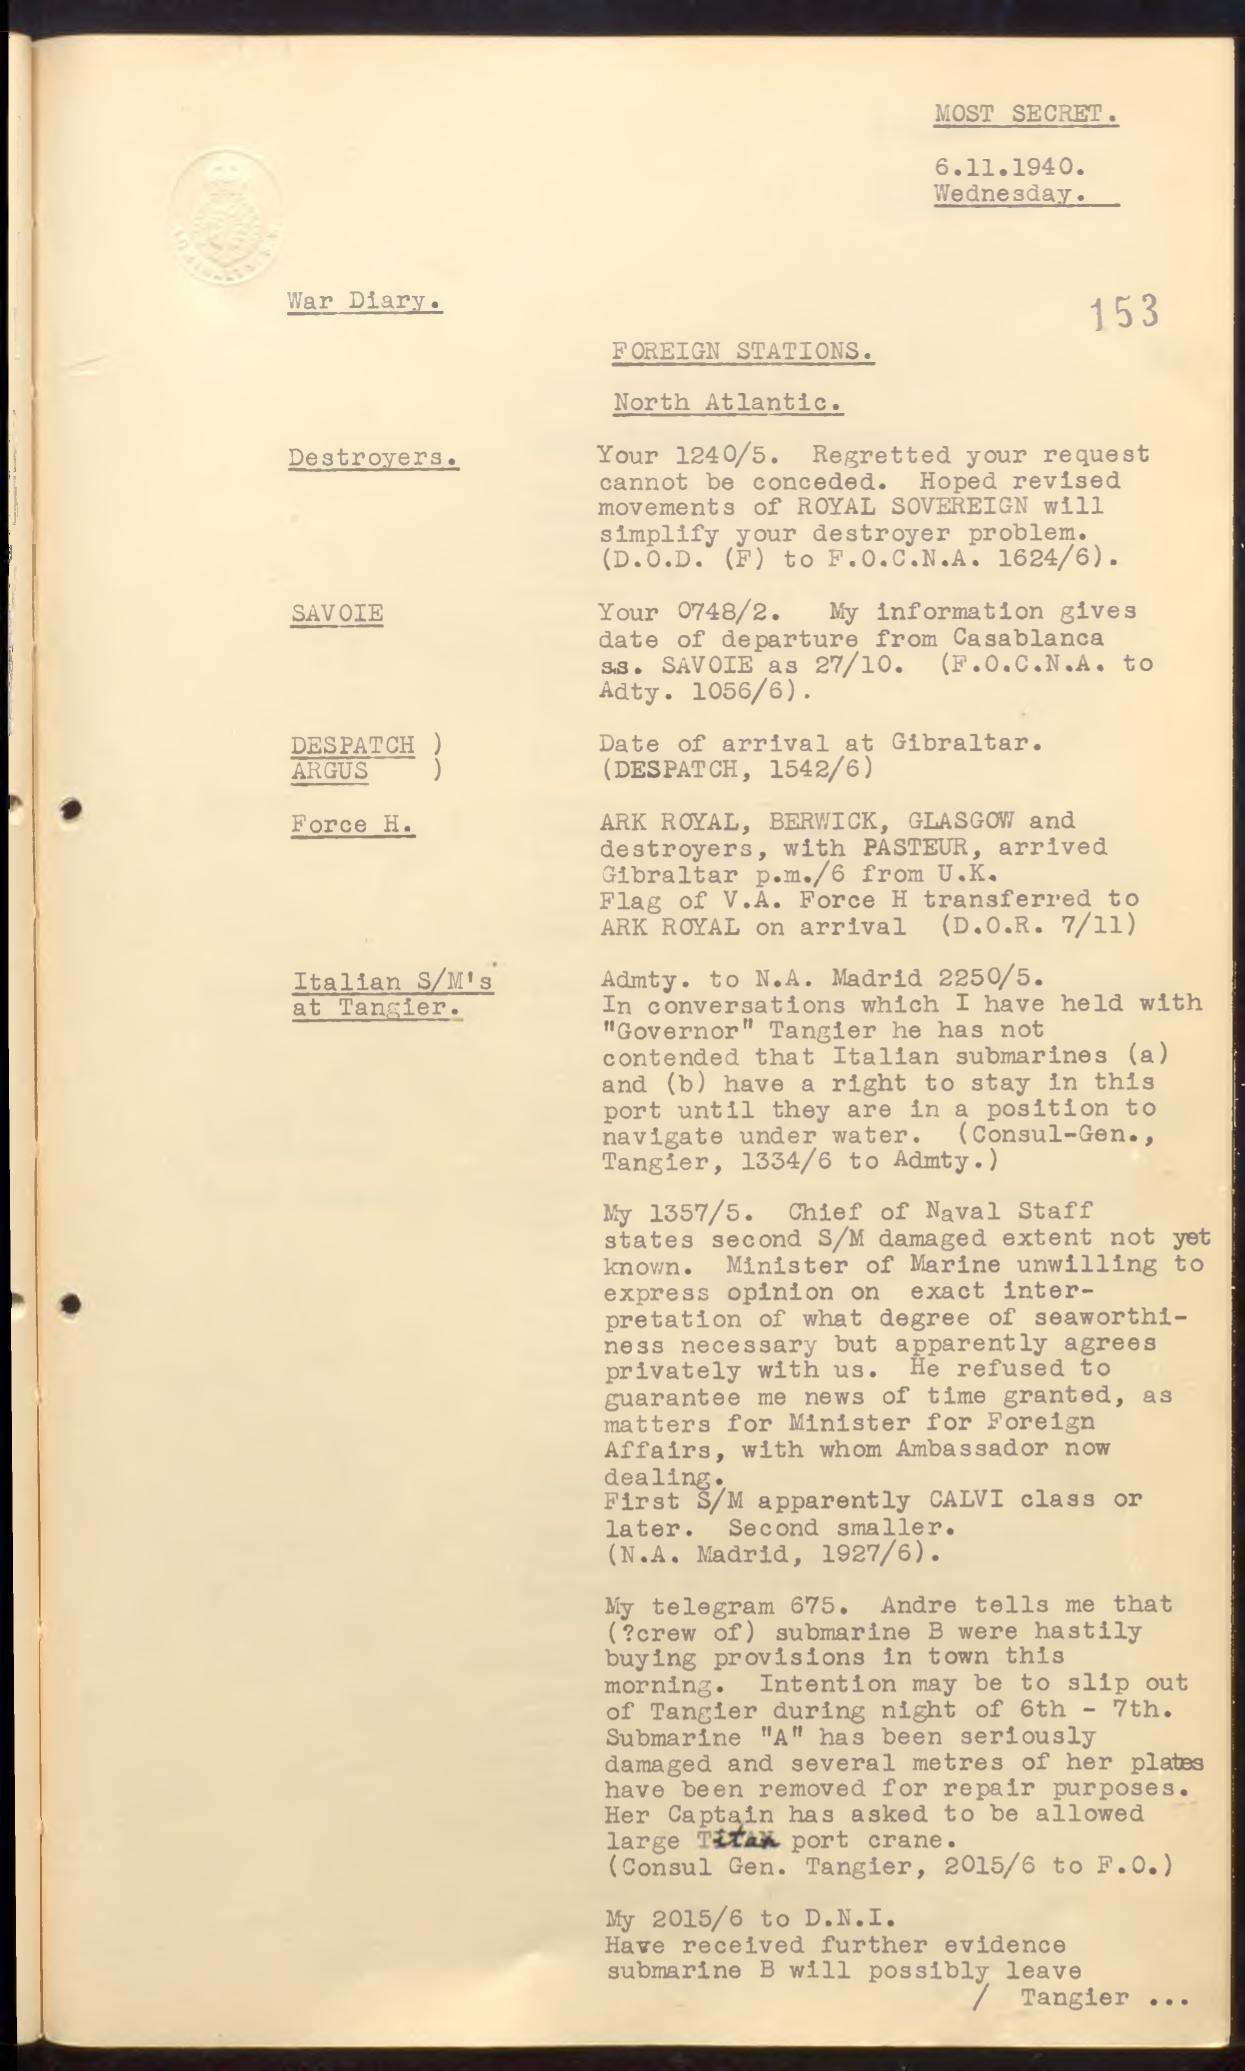 MOST SECRET.
6.11.1940.
Wednesday.
War Diary.
153
FOREIGN STATIONS.
North Atlantic.
Destroyers.
Your 1240/5. Regretted your request
cannot be conceded. Hoped revised
movements of ROYAL SOVEREIGN will
simplify your destroyer problem.
(D.O.D. (F) to F.O.C.N.A. 1624/6).
SAVOIE
Your 0748/2. My information gives
date of departure from Casablanca
ss. SAVOIE as 27/10. (F.O.C.N.A. to
Adty. 1056/6).
DESPATCH )
ARGUS )
Date of arrival at Gibraltar.
(DESPATCH, 1542/6)
Force H.
ARK ROYAL, BERWICK, GLASGOW and
destroyers, with PASTEUR, arrived
Gibraltar p.m./6 from U.K.
Flag of V.A. Force H transferred to
ARK ROYAL on arrival (D.O.R. 7/11)
Italian S/M's
at Tangier.
Admty. to N.A. Madrid 2250/5.
In conversations which I have held with
"Governor" Tangier he has not
contended that Italian submarines (a)
and (b) have a right to stay in this
port until they are in a position to
navigate under water. (Consul-Gen.,
Tangier, 1334/6 to Admty.)
My 1357/5. Chief of Naval Staff
states second S/M damaged extent not yet
known. Minister of Marine unwilling to
express opinion on exact inter-
pretation of what degree of seaworthi-
ness necessary but apparently agrees
privately with us. He refused to
guarantee me news of time granted, as
matters for Minister for Foreign
Affairs, with whom Ambassador now
dealing.
First S/M apparently CALVI class or
later. Second smaller.
(N.A. Madrid, 1927/6).
My telegram 675. Andre tells me that
(?crew of) submarine B were hastily
buying provisions in town this
morning. Intention may be to slip out
of Tangier during night of 6th - 7th.
Submarine "A" has been seriously
damaged and several metres of her plates
have been removed for repair purposes.
Her Captain has asked to be allowed
large Titan port crane.
(Consul Gen. Tangier, 2015/6 to F.O.)
My 2015/6 to D.N.I.
Have received further evidence
submarine B will possibly leave
/ Tangier ...